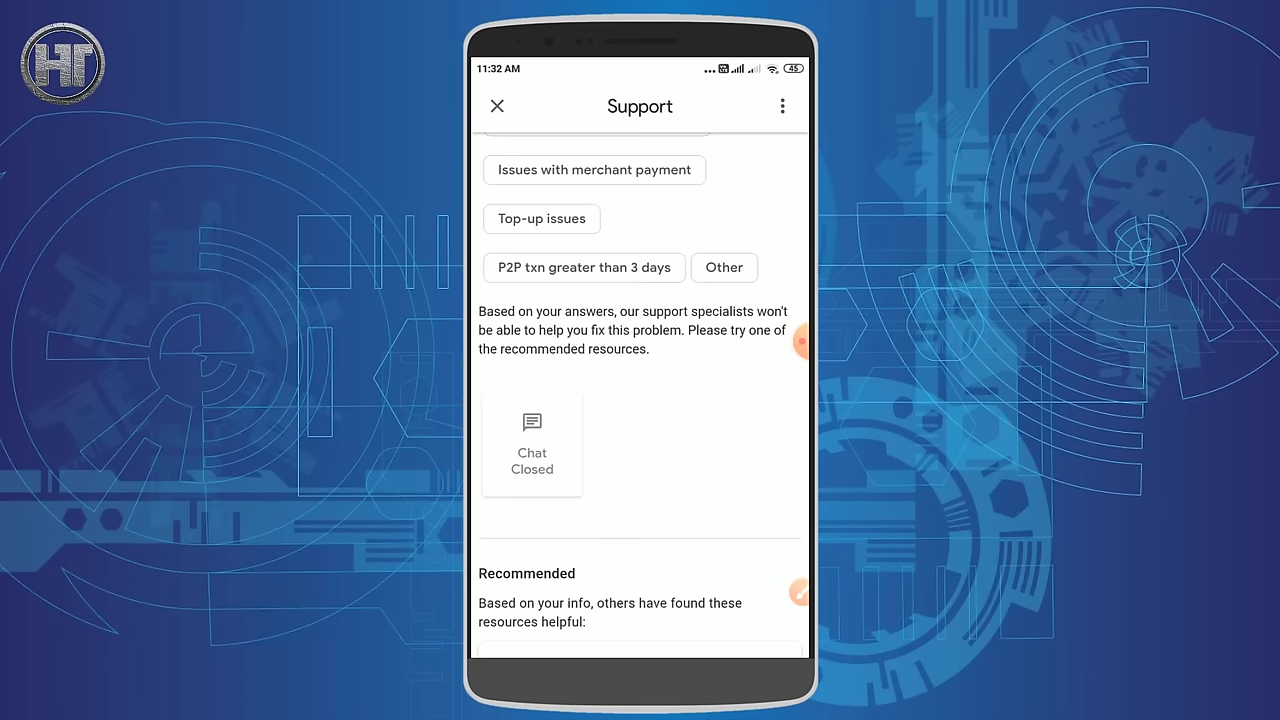 HT
11:32 AM
45
Support
Issues with merchant payment
Top-up issues
P2P txn greater than 3 days
Other
Based on your answers, our support specialists won't
be able to help you fix this problem. Please try one of
the recommended resources.
Chat
Closed
Recommended
Based on your info, others have found these
resources helpful: